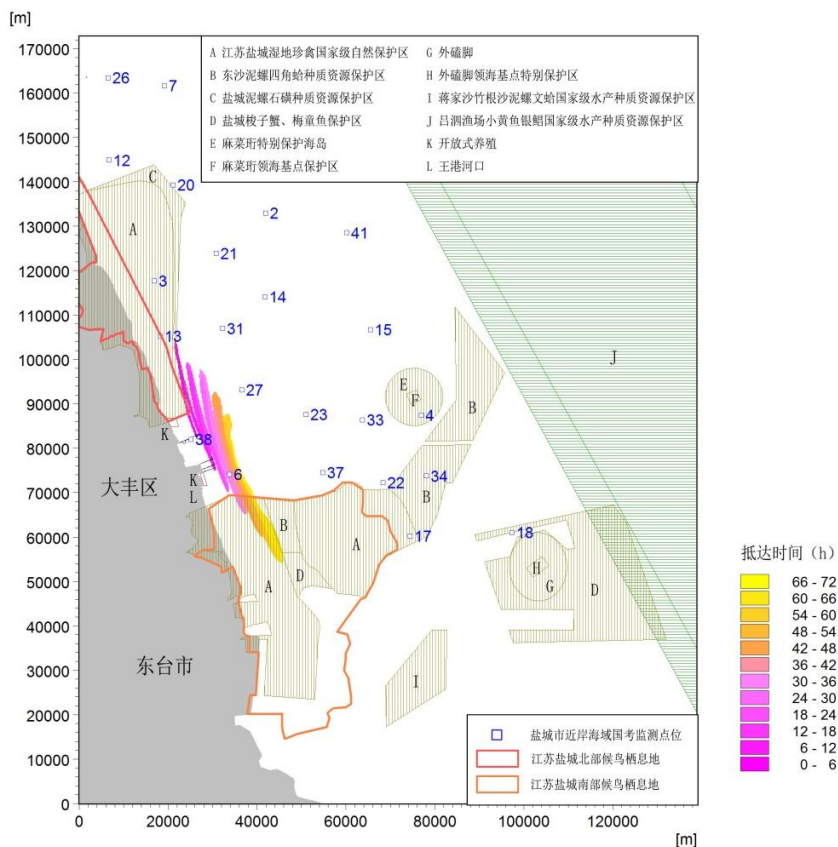 [m]
170000
160000
150000
140000
130000
120000
110000
100000
90000
80000
70000
60000
50000
40000
30000
20000
10000
0
A 江苏盐城湿地珍禽国家级自然保护区
B 东沙泥螺四角蛤种质资源保护区
C 盐城泥螺石磺种质资源保护区
D 盐城梭子蟹、梅童鱼保护区
E 麻菜珩特别保护海岛
F 麻菜珩领海基点保护区
G 外磕脚
H 外磕脚领海基点特别保护区
I 蒋家沙竹根沙泥螺文蛤国家级水产种质资源保护区
J 吕泗渔场小黄鱼银鲳国家级水产种质资源保护区
K 开放式养殖
L 王港河口
26
7
12
C
20
A
2
21
41
3
14
13
31
15
J
27
E
F
4
B
23
33
K
38
6
37
22
34
大丰区
K
L
B
B
A
17
18
D
A
H
G
D
东台市
I
抵达时间 (h)
66 - 72
60 - 66
54 - 60
48 - 54
42 - 48
36 - 42
30 - 36
24 - 30
18 - 24
12 - 18
6 - 12
0 - 6
盐城市近岸海域国考监测点位
江苏盐城北部候鸟栖息地
江苏盐城南部候鸟栖息地
0
20000
40000
60000
80000
100000
120000
[m]